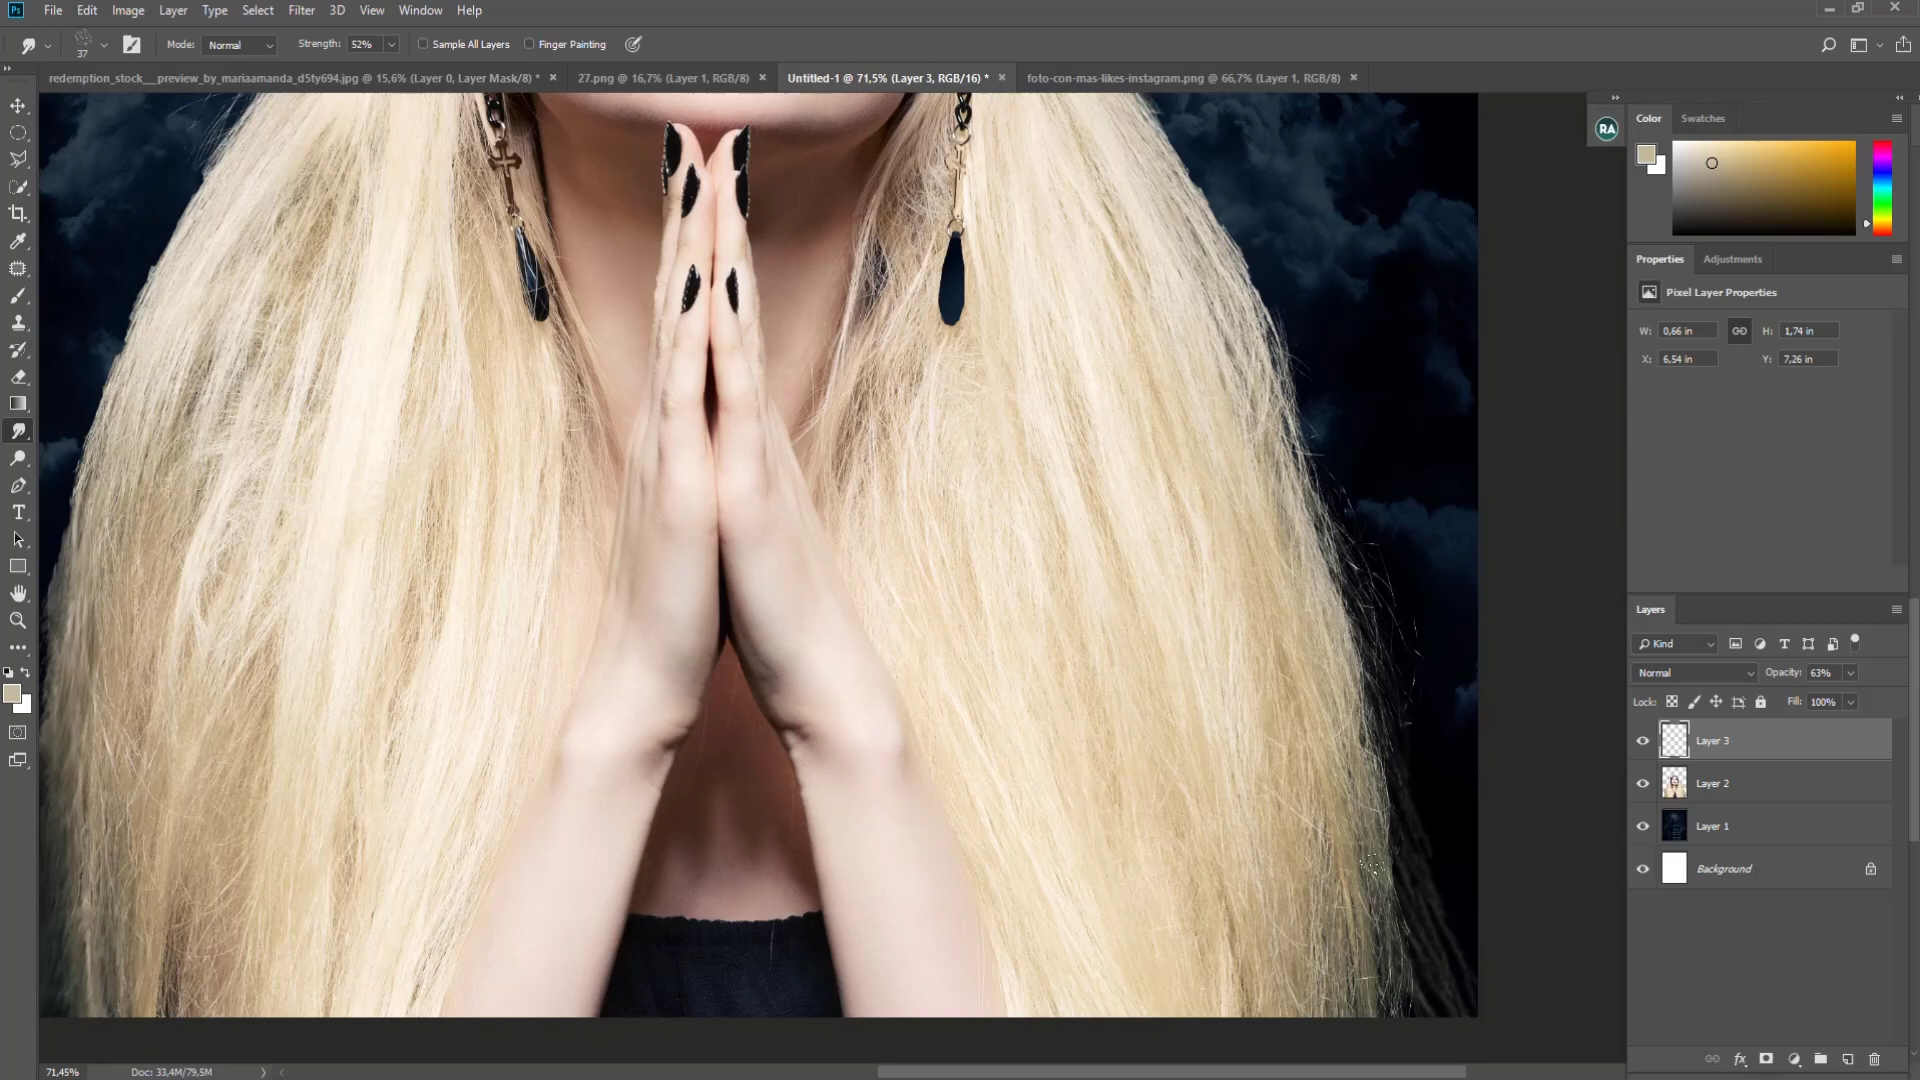 Ps File Edit Image Layer Type Select Filter 3D View Window Help
37 Mode: Normal Strength: 52% Sample All Layers Finger Painting
redemption_stock__preview_by_mariaamanda_d5ty694.jpg @ 15,6% (Layer 0, Layer Mask/8) * × 27.png @ 16,7% (Layer 1, RGB/8) × Untitled-1 @ 71,5% (Layer 3, RGB/16) * × foto-con-mas-likes-instagram.png @ 66,7% (Layer 1, RGB/8) ×
RA
Color Swatches
Properties Adjustments
Pixel Layer Properties
W: 0,66 in H: 1,74 in
X: 6,54 in Y: 7,26 in
Layers
Kind
Normal Opacity: 63%
Lock: Fill: 100%
Layer 3
Layer 2
Layer 1
Background
fx
71,45% Doc: 33,4M/79,5M